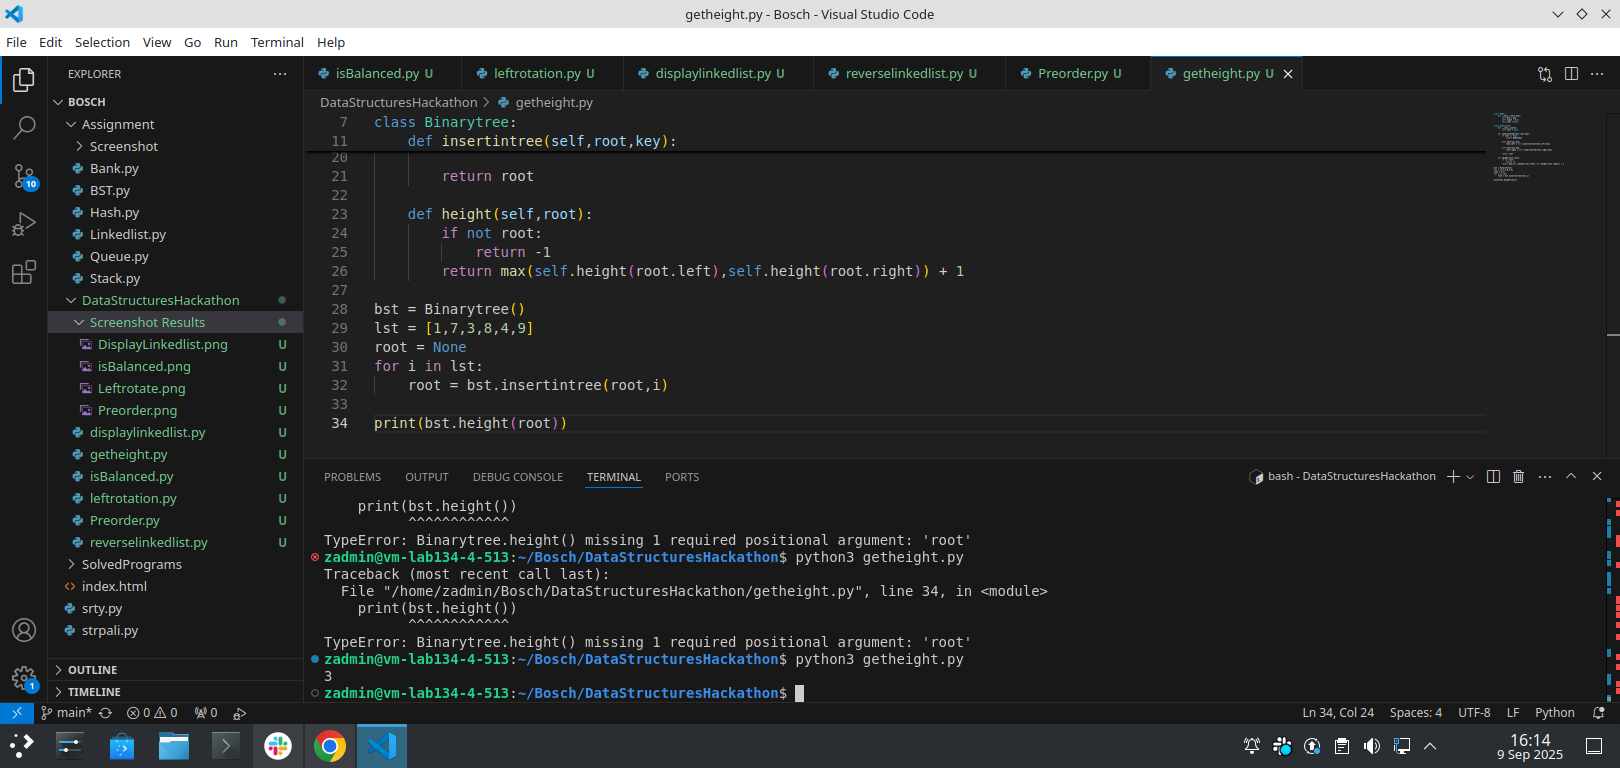 getheight.py - Bosch - Visual Studio Code
File Edit Selection View Go Run Terminal Help
EXPLORER
isBalanced.py U leftrotation.py U displaylinkedlist.py U reverselinkedlist.py U Preorder.py U getheight.py U
BOSCH
Assignment
Screenshot
Bank.py
BST.py
Hash.py
Linkedlist.py
Queue.py
Stack.py
DataStructuresHackathon
Screenshot Results
DisplayLinkedlist.png U
isBalanced.png U
Leftrotate.png U
Preorder.png U
displaylinkedlist.py U
getheight.py U
isBalanced.py U
leftrotation.py U
Preorder.py U
reverselinkedlist.py U
SolvedPrograms
index.html
srty.py
strpali.py
OUTLINE
TIMELINE
10
1
DataStructuresHackathon > getheight.py
7 class Binarytree:
11 def insertintree(self,root,key):
20
21 return root
22
23 def height(self,root):
24 if not root:
25 return -1
26 return max(self.height(root.left),self.height(root.right)) + 1
27
28 bst = Binarytree()
29 lst = [1,7,3,8,4,9]
30 root = None
31 for i in lst:
32 root = bst.insertintree(root,i)
33
34 print(bst.height(root))
PROBLEMS OUTPUT DEBUG CONSOLE TERMINAL PORTS
bash - DataStructuresHackathon
print(bst.height())
^^^^^^^^^^^^
TypeError: Binarytree.height() missing 1 required positional argument: 'root'
zadmin@vm-lab134-4-513:~/Bosch/DataStructuresHackathon$ python3 getheight.py
Traceback (most recent call last):
File "/home/zadmin/Bosch/DataStructuresHackathon/getheight.py", line 34, in <module>
print(bst.height())
^^^^^^^^^^^^
TypeError: Binarytree.height() missing 1 required positional argument: 'root'
zadmin@vm-lab134-4-513:~/Bosch/DataStructuresHackathon$ python3 getheight.py
3
zadmin@vm-lab134-4-513:~/Bosch/DataStructuresHackathon$
main* 0 0 0
Ln 34, Col 24 Spaces: 4 UTF-8 LF Python
16:14
9 Sep 2025